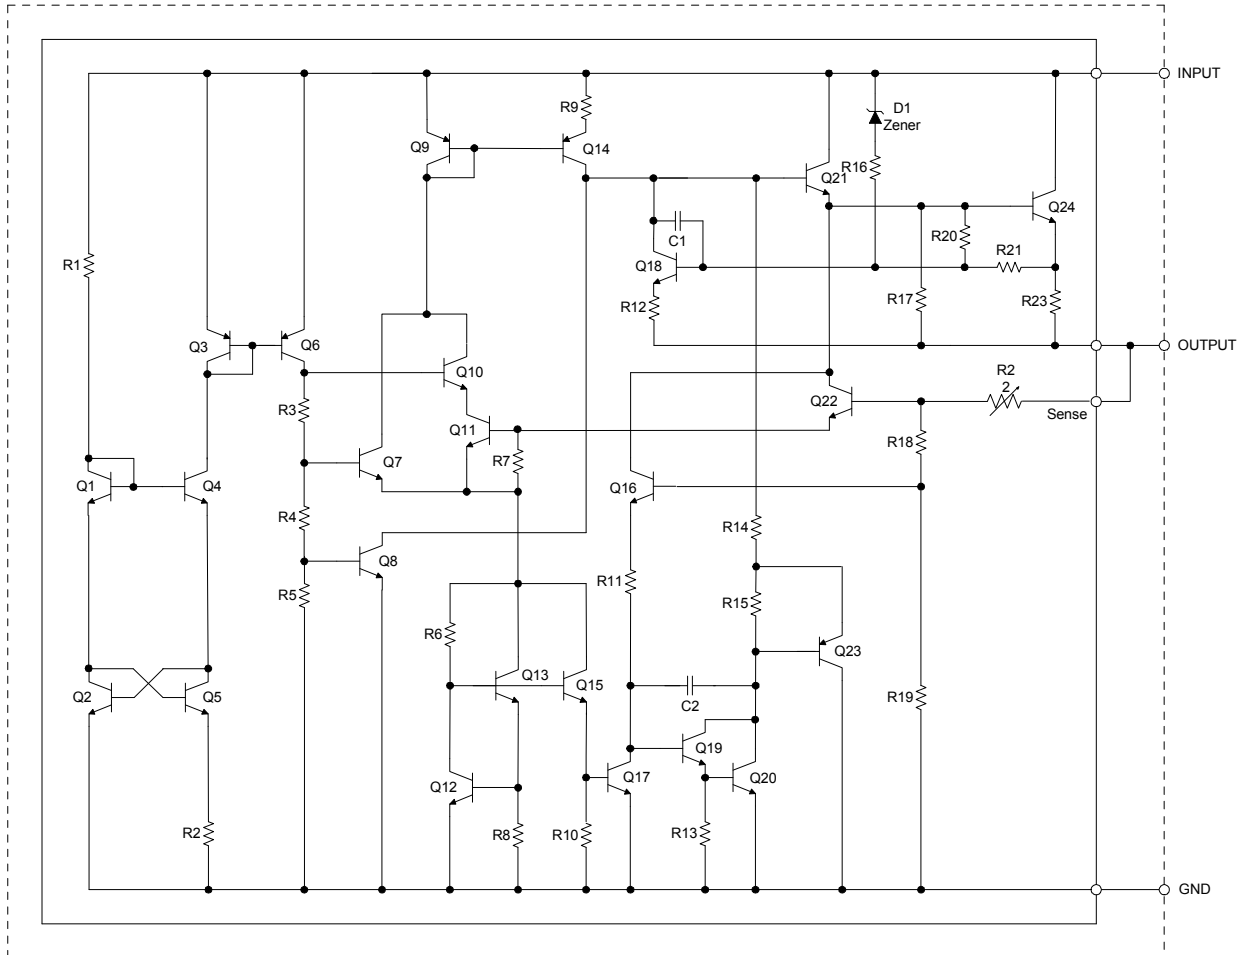 INPUT
R9
D1
Zener
Q9
Q14
R16
Q21
Q24
C1
R20
R21
Q18
R1
R12
R17
R23
Q3
Q6
OUTPUT
Q10
R2
2
Q22
R3
Sense
Q11
R18
R7
Q7
Q1
Q4
Q16
R4
R14
Q8
R11
R5
R15
R6
Q23
Q13
Q2
Q5
Q15
C2
R19
Q19
Q12
Q17
Q20
R2
R8
R10
R13
GND